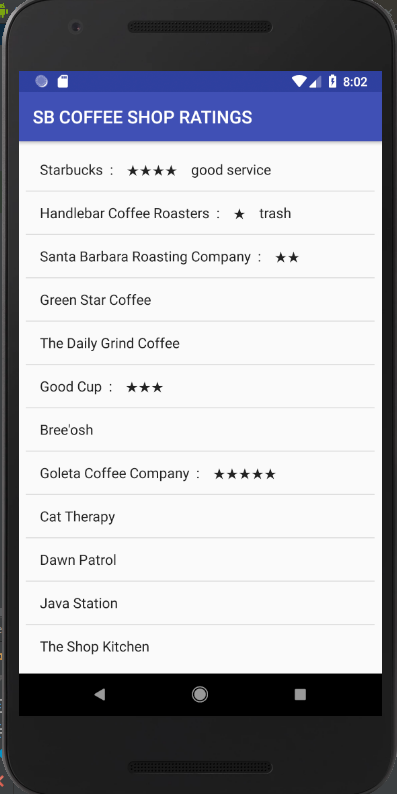 8:02
SB COFFEE SHOP RATINGS
Starbucks : ★★★★ good service
Handlebar Coffee Roasters : ★ trash
Santa Barbara Roasting Company : ★★
Green Star Coffee
The Daily Grind Coffee
Good Cup : ★★★
Bree'osh
Goleta Coffee Company : ★★★★★
Cat Therapy
Dawn Patrol
Java Station
The Shop Kitchen